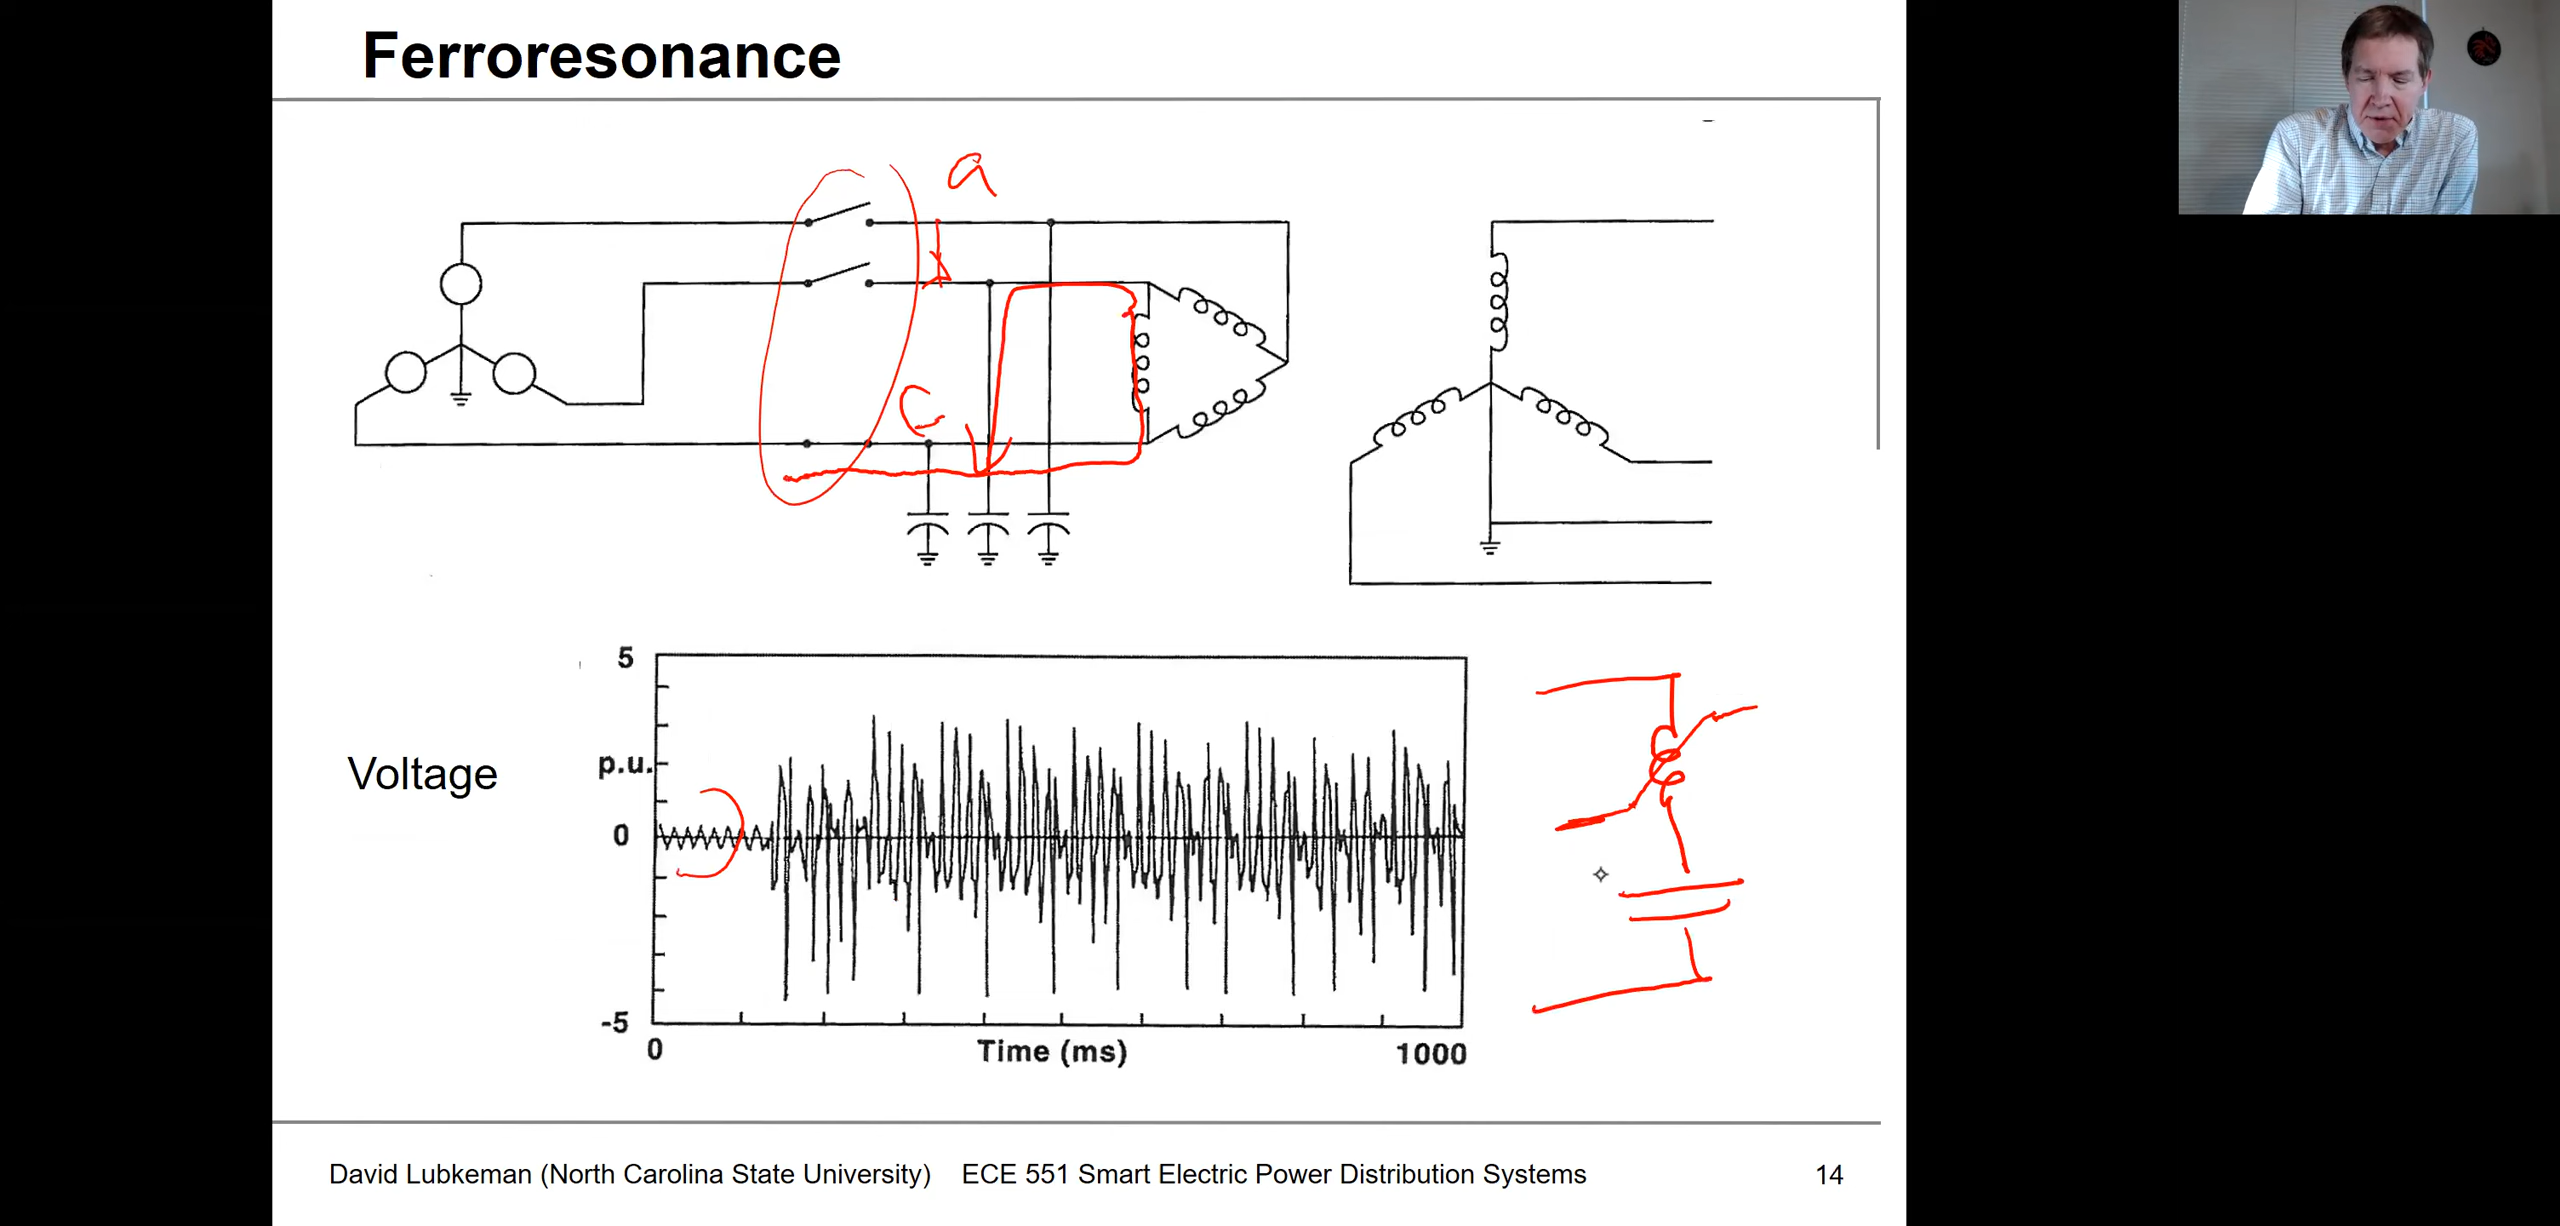 Ferroresonance
a
C
5
Voltage
p.u.
0
-5
0 Time (ms) 1000
David Lubkeman (North Carolina State University) ECE 551 Smart Electric Power Distribution Systems 14